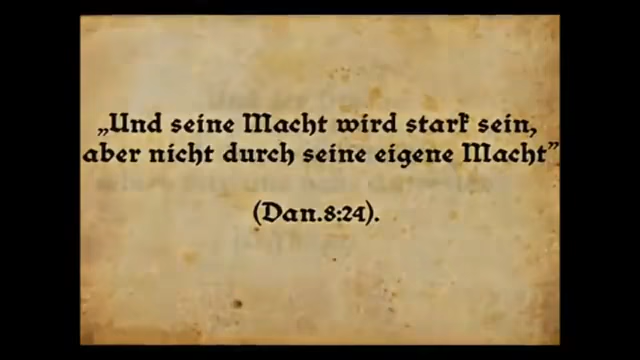 „Und seine Macht wird stark sein,
aber nicht durch seine eigene Macht”
(Dan.8:24).